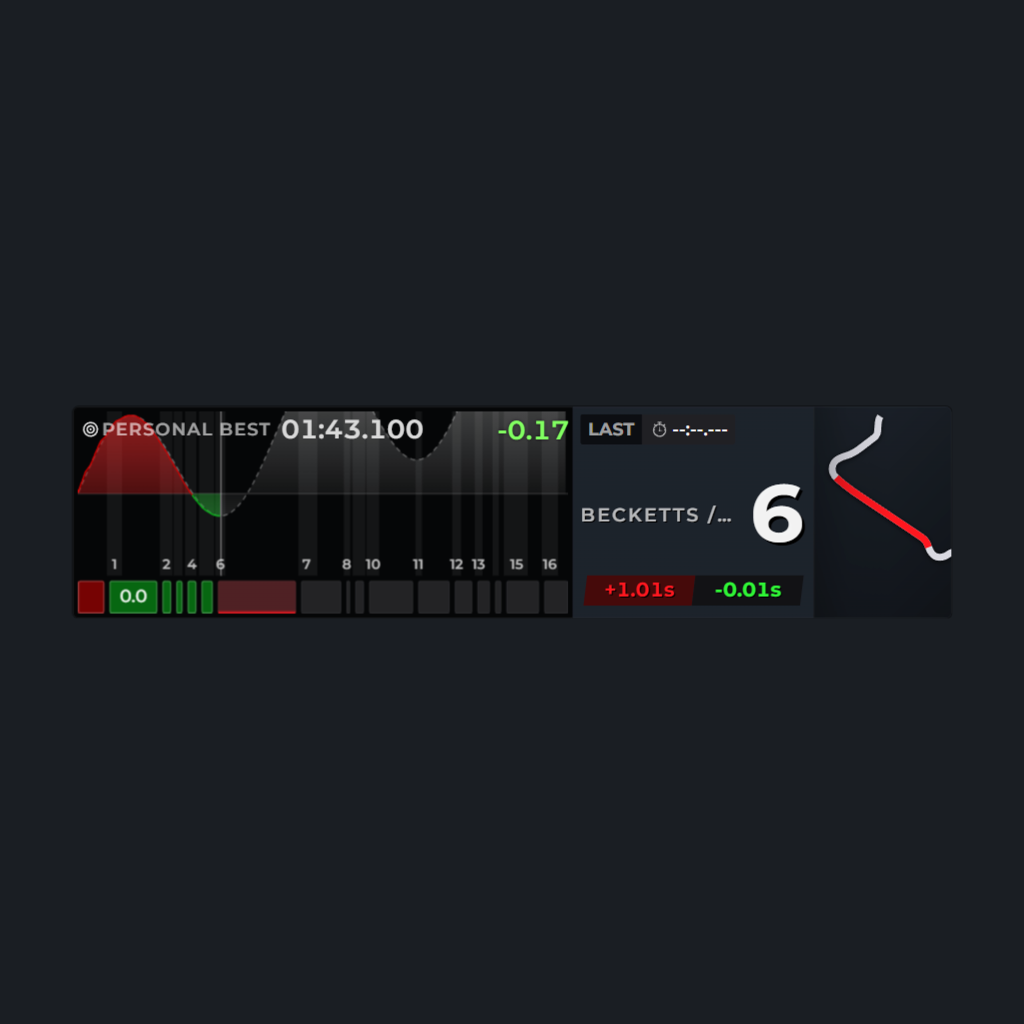 PERSONAL BEST 01:43.100 -0.17
1 2 4 6 7 8 10 11 12 13 15 16
0.0
LAST --:--.---
BECKETTS /... 6
+1.01s -0.01s